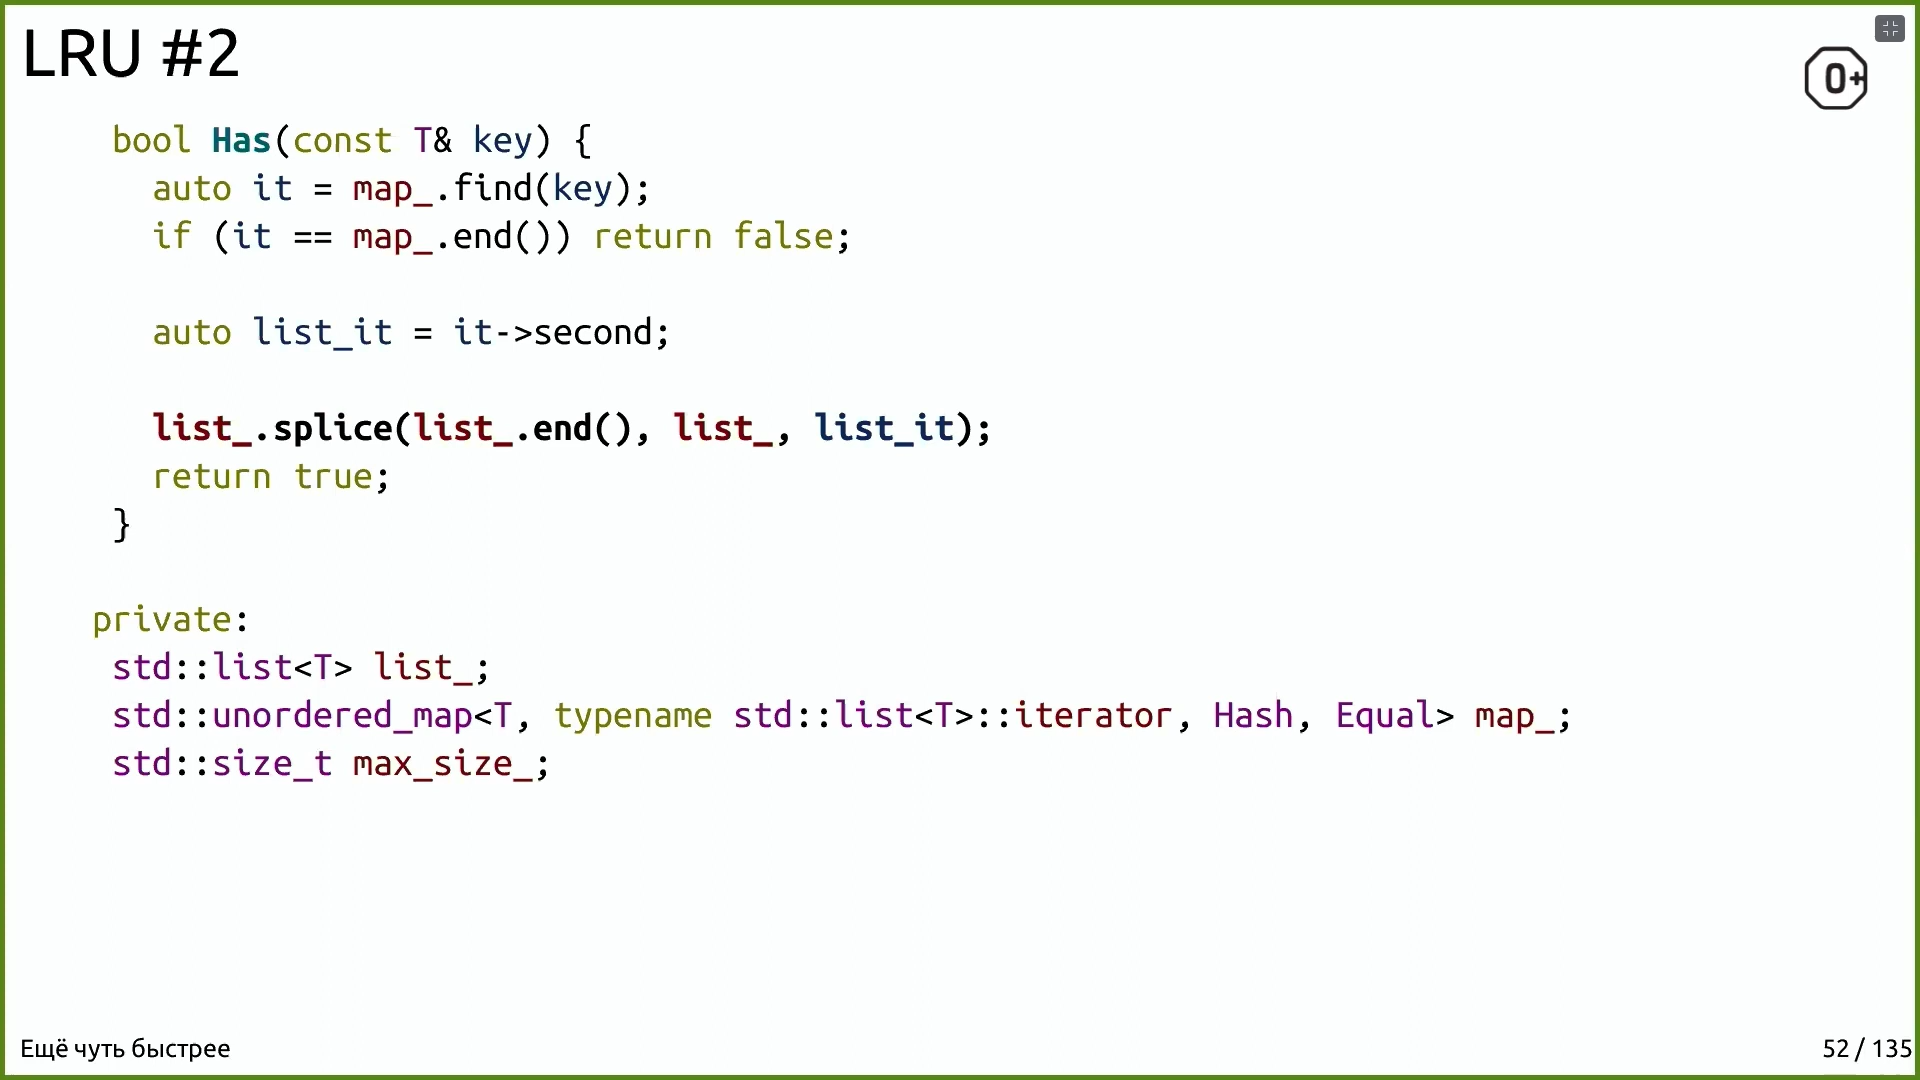 LRU #2
0+
bool Has(const T& key) {
auto it = map_.find(key);
if (it == map_.end()) return false;
auto list_it = it->second;
list_.splice(list_.end(), list_, list_it);
return true;
}
private:
std::list<T> list_;
std::unordered_map<T, typename std::list<T>::iterator, Hash, Equal> map_;
std::size_t max_size_;
Ещё чуть быстрее
52 / 135